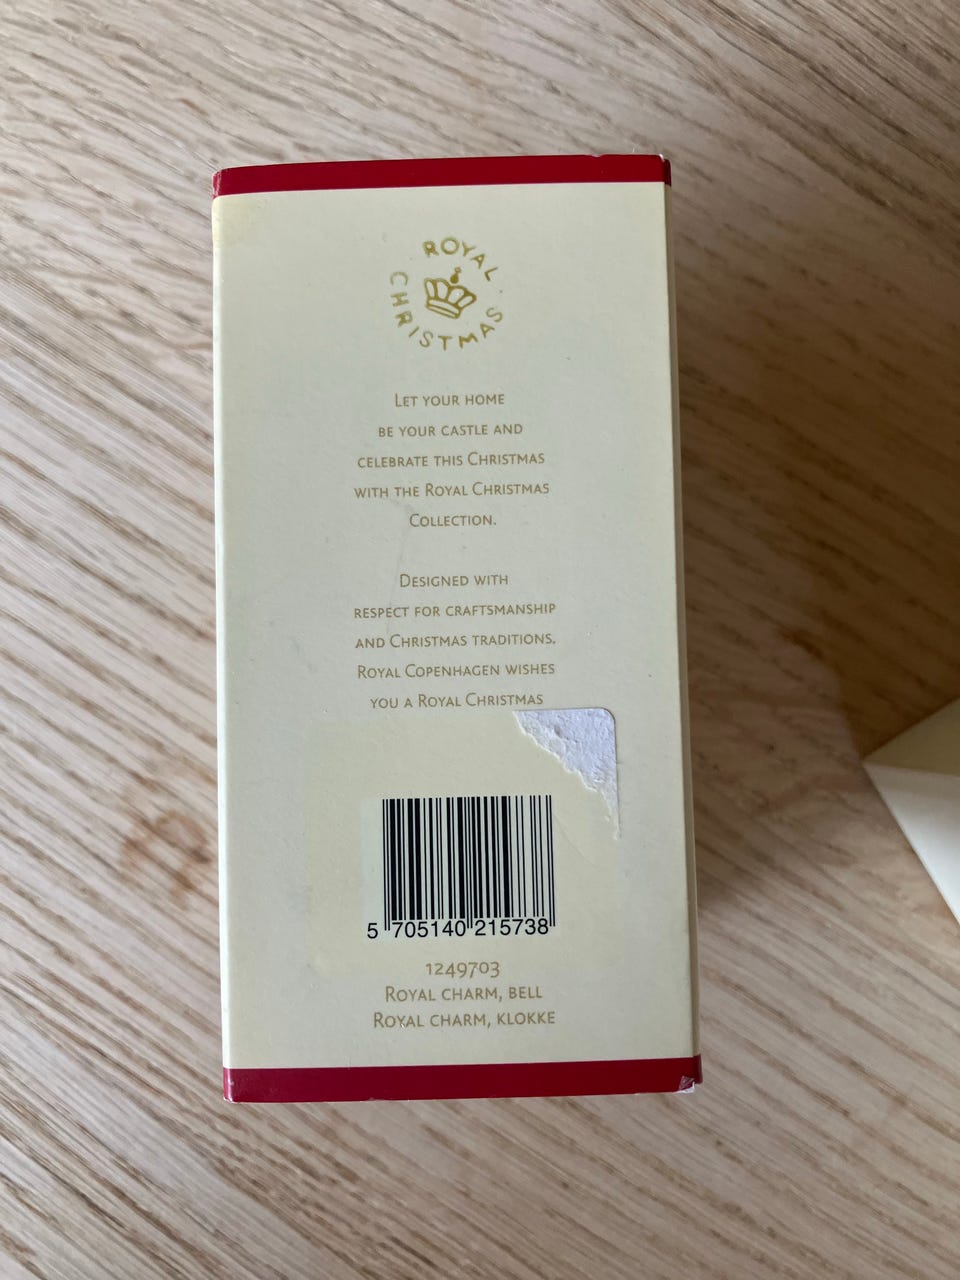 ROYAL CHRISTMAS
LET YOUR HOME
BE YOUR CASTLE AND
CELEBRATE THIS CHRISTMAS
WITH THE ROYAL CHRISTMAS
COLLECTION.
DESIGNED WITH
RESPECT FOR CRAFTSMANSHIP
AND CHRISTMAS TRADITIONS.
ROYAL COPENHAGEN WISHES
YOU A ROYAL CHRISTMAS
5 705140 215738
1249703
ROYAL CHARM, BELL
ROYAL CHARM, KLOKKE